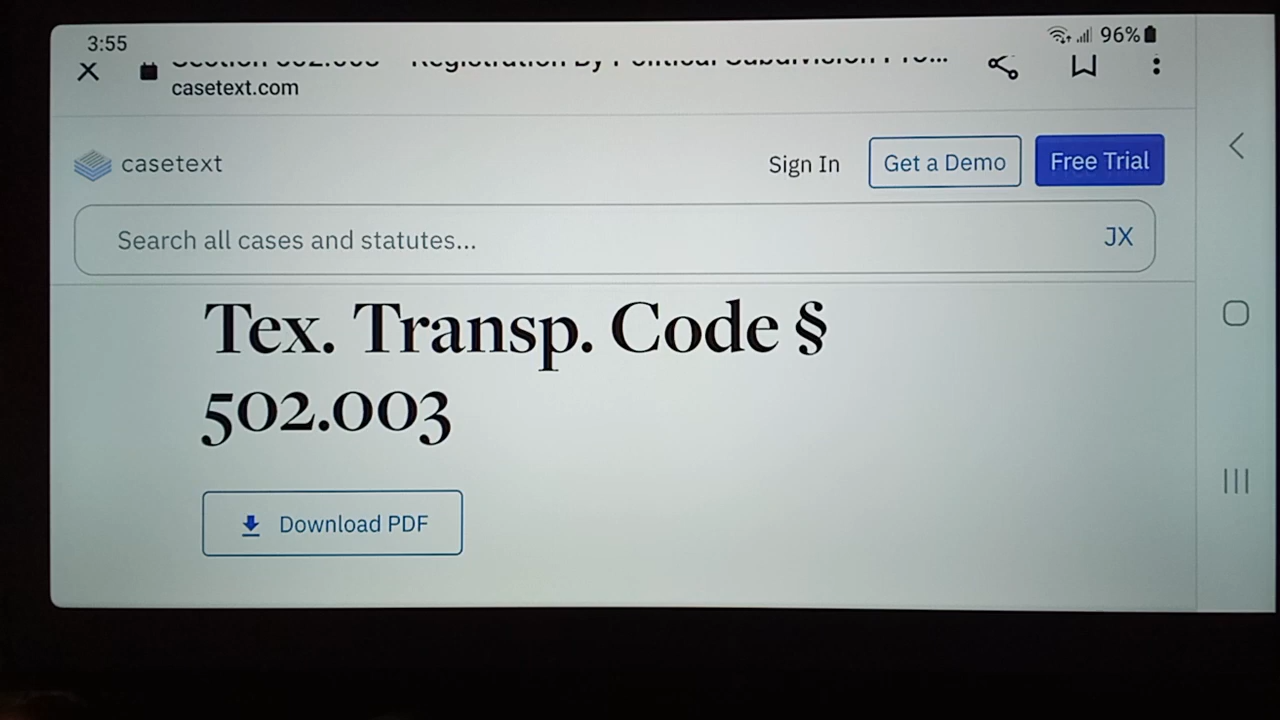 3:55
96%
casetext.com
casetext
Sign In
Get a Demo
Free Trial
Search all cases and statutes...
JX
Tex. Transp. Code §
502.003
Download PDF